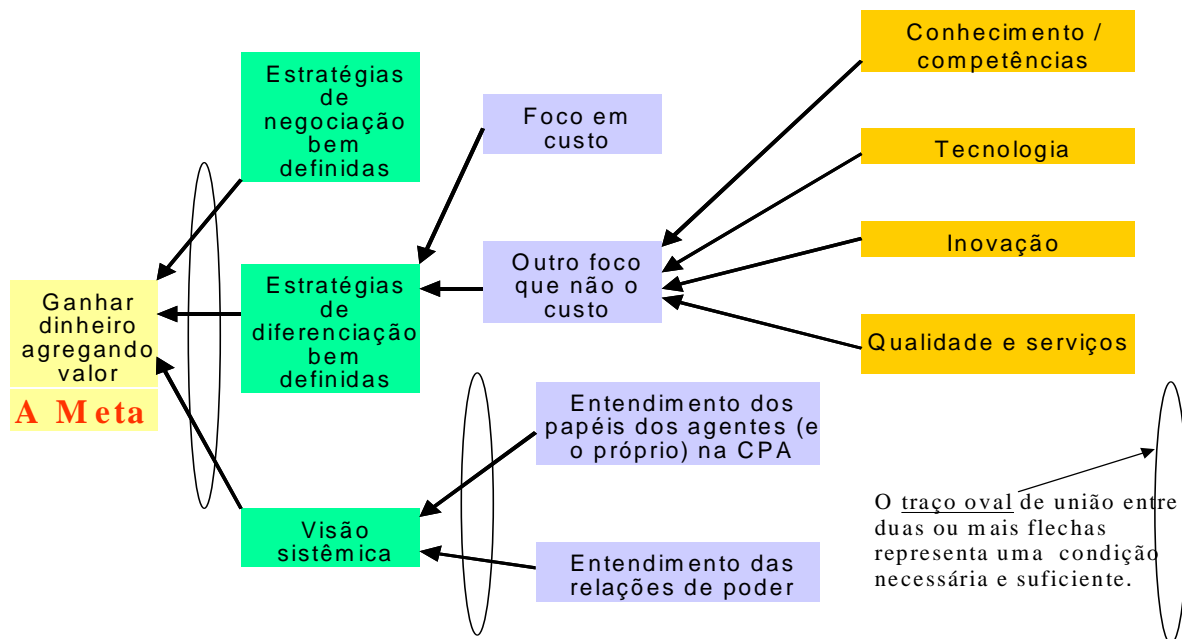 Estratégias
de
negociação
bem
definidas
Foco em
custo
Conhecimento /
competências
Tecnologia
Inovação
Qualidade e serviços
Outro foco
que não o
custo
Estratégias
de
diferenciação
bem
definidas
Ganhar
dinheiro
agregando
valor
A Meta
Visão
sistêmica
Entendimento dos
papéis dos agentes (e
o próprio) na CPA
Entendimento das
relações de poder
O traço oval de união entre
duas ou mais flechas
representa uma condição
necessária e suficiente.